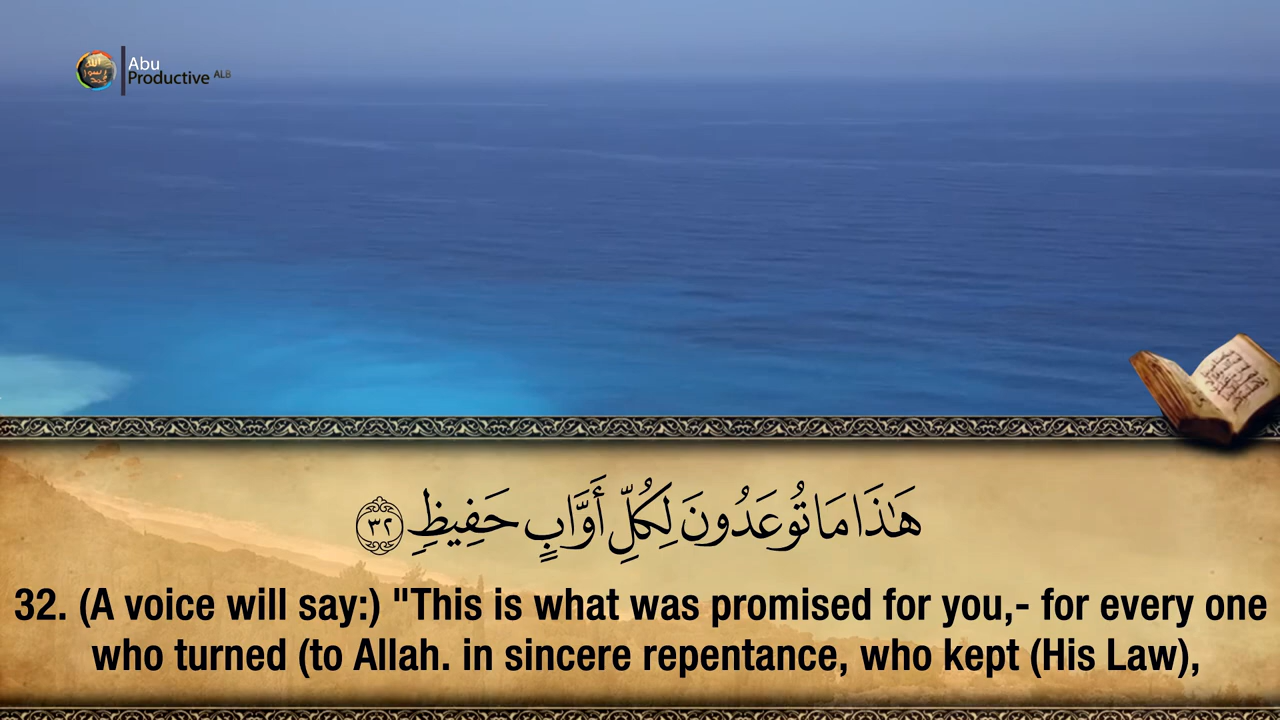 Abu
Productive ALB
هَٰذَا مَا تُوعَدُونَ لِكُلِّ أَوَّابٍ حَفِيظٍ ٣٢
32. (A voice will say:) "This is what was promised for you,- for every one
who turned (to Allah. in sincere repentance, who kept (His Law),